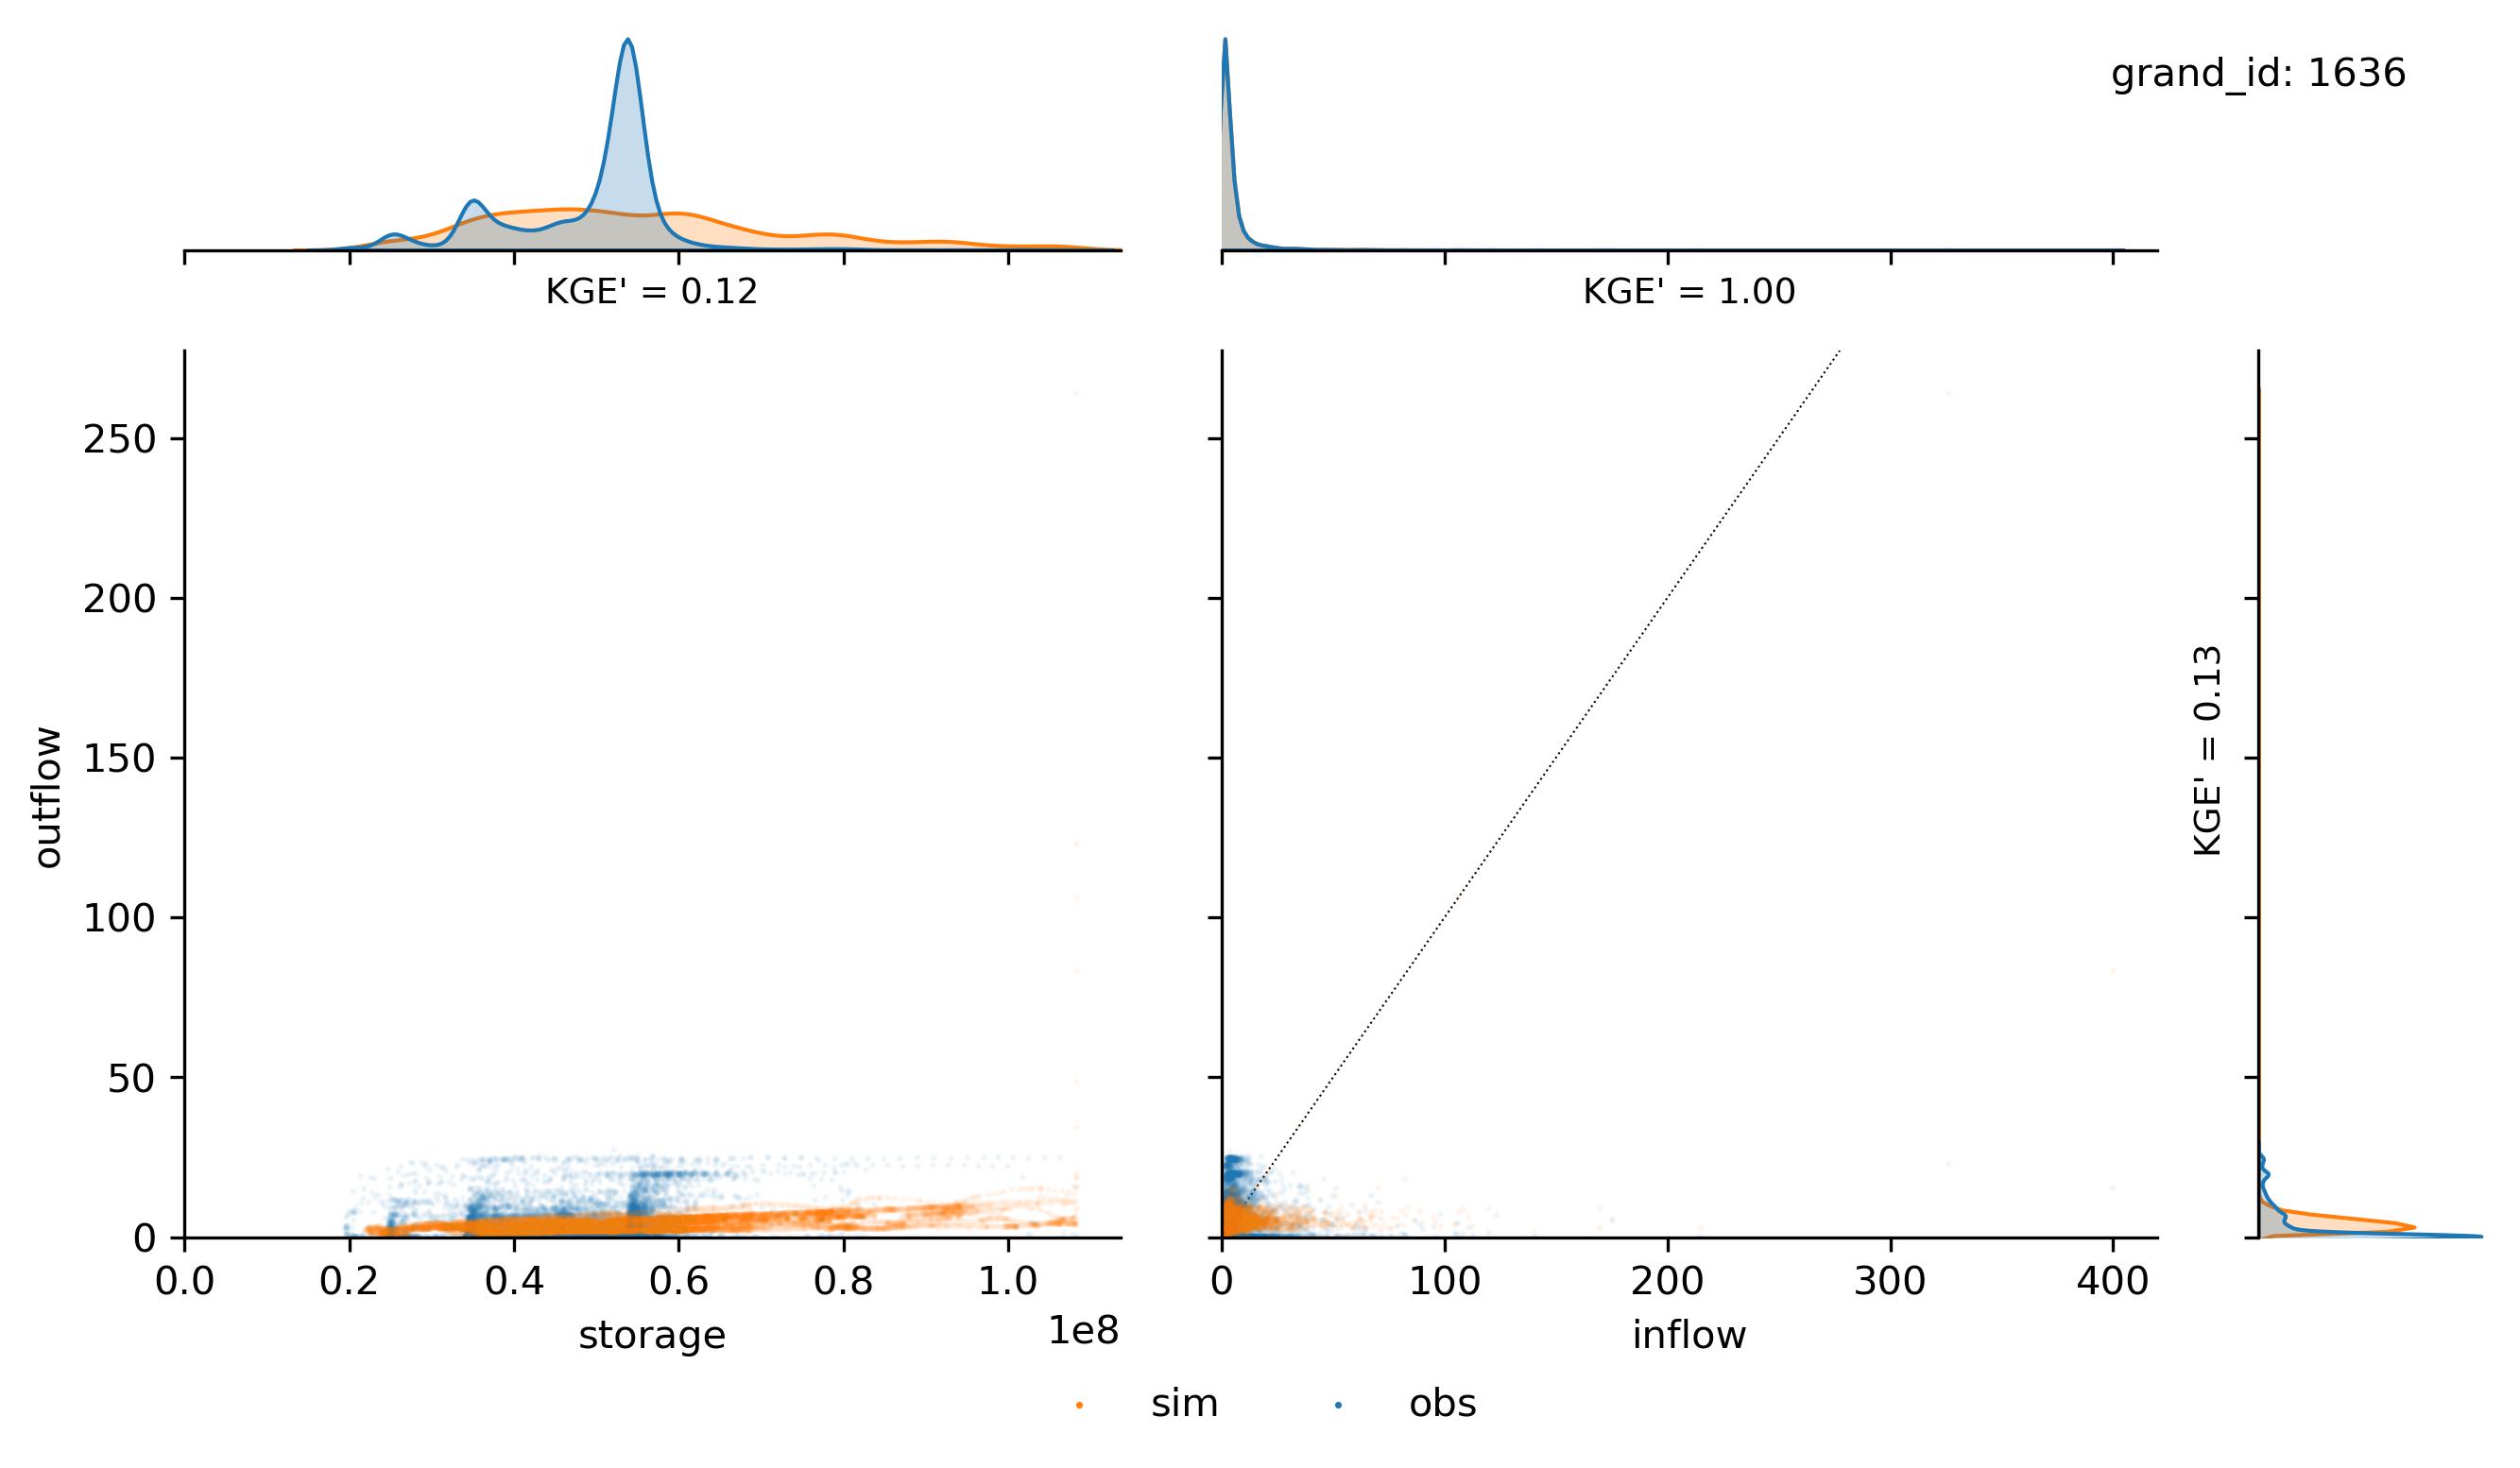 grand_id: 1636
KGE' = 0.12
KGE' = 1.00
outflow
250
200
150
100
50
0
KGE' = 0.13
0.0 0.2 0.4 0.6 0.8 1.0
1e8
storage
0 100 200 300 400
inflow
sim obs